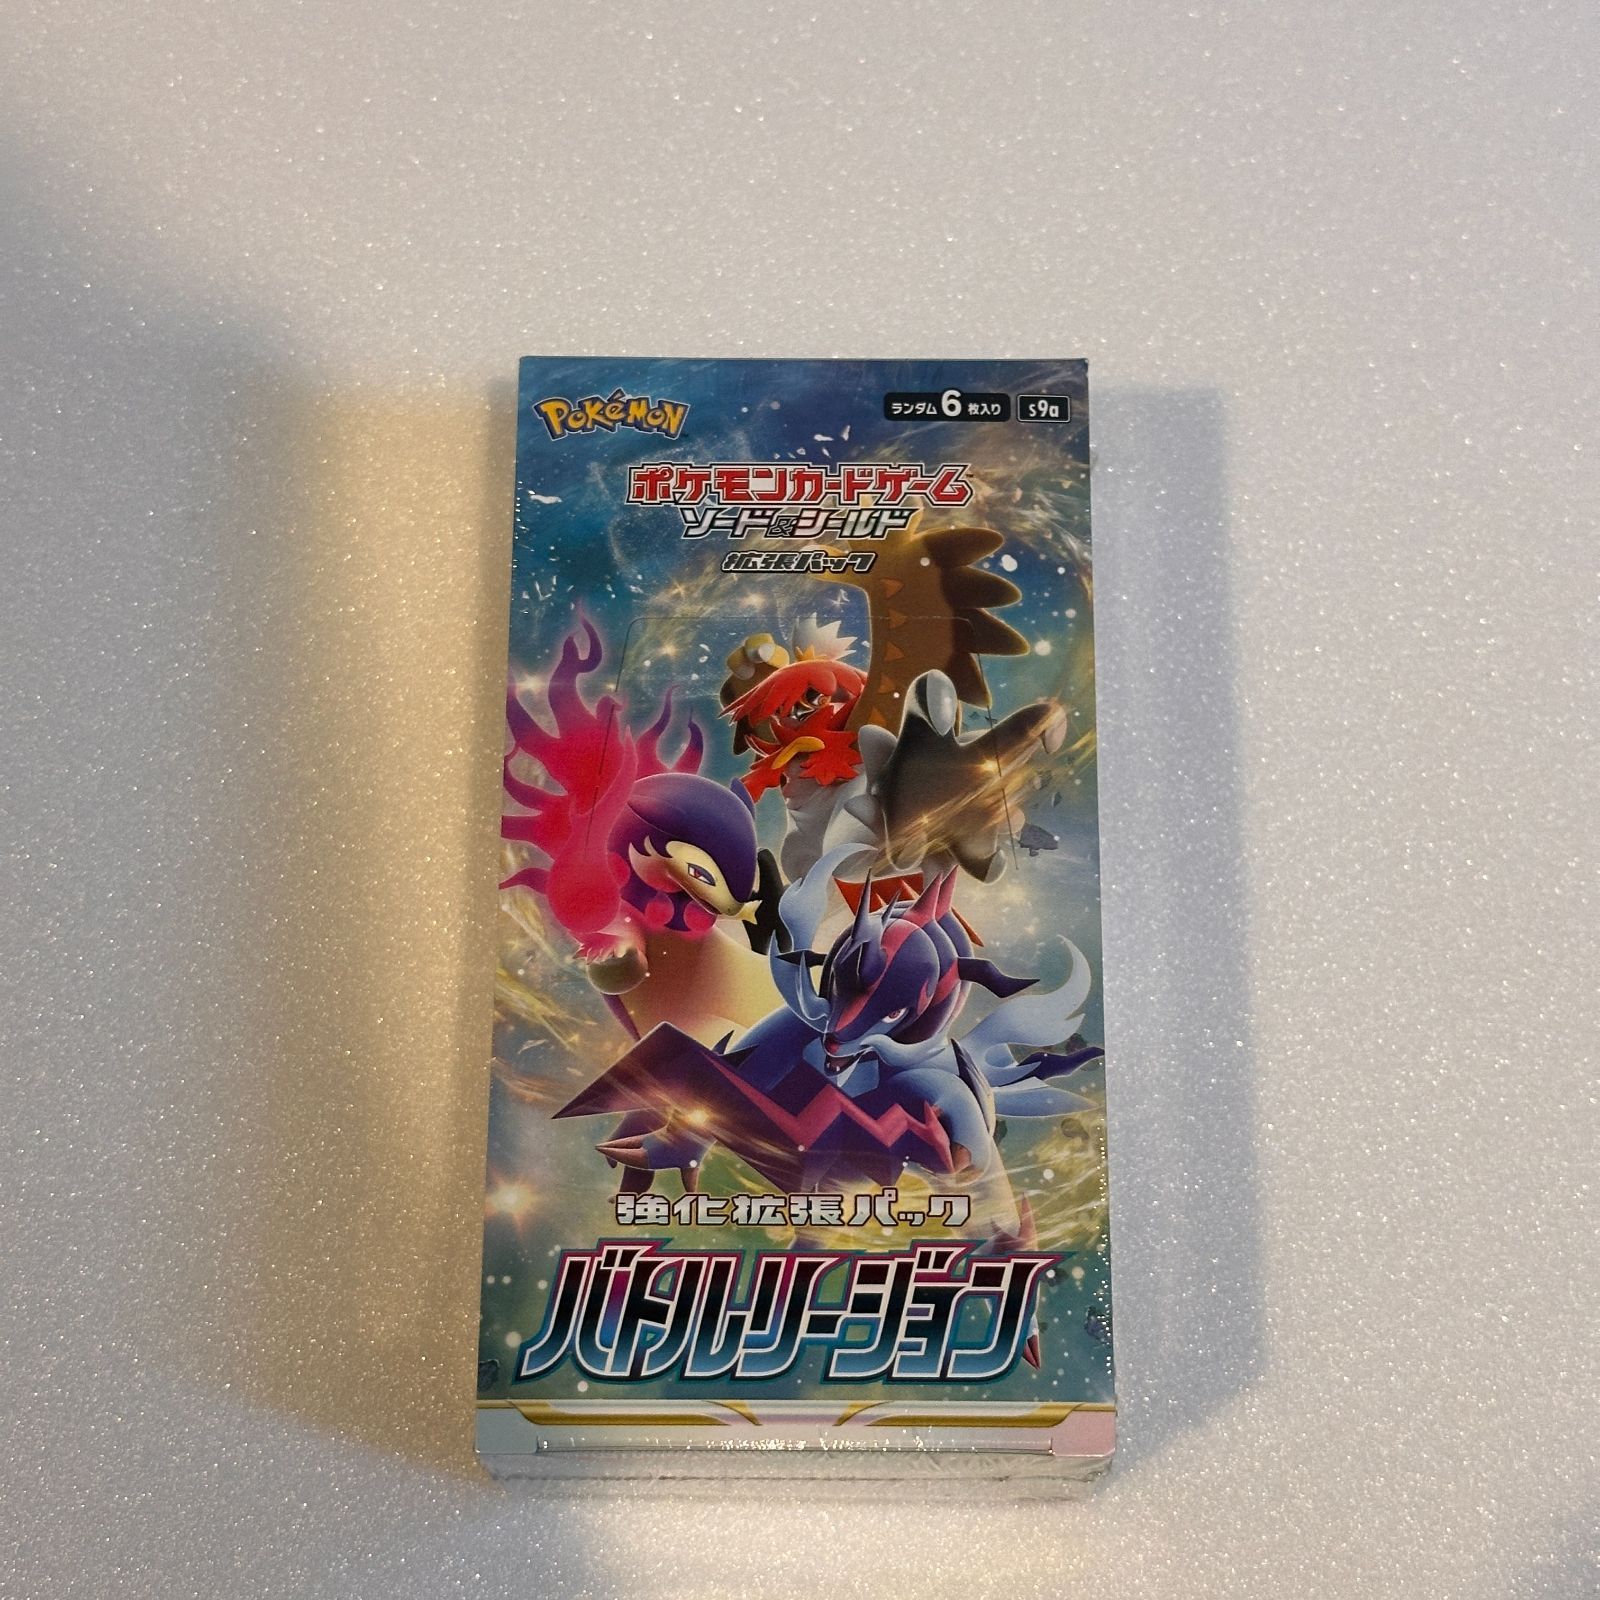 POKéMON
ランダム6枚入り s9a
ポケモンカードゲーム
ソード&シールド
拡張パック
強化拡張パック
バトルリージョン